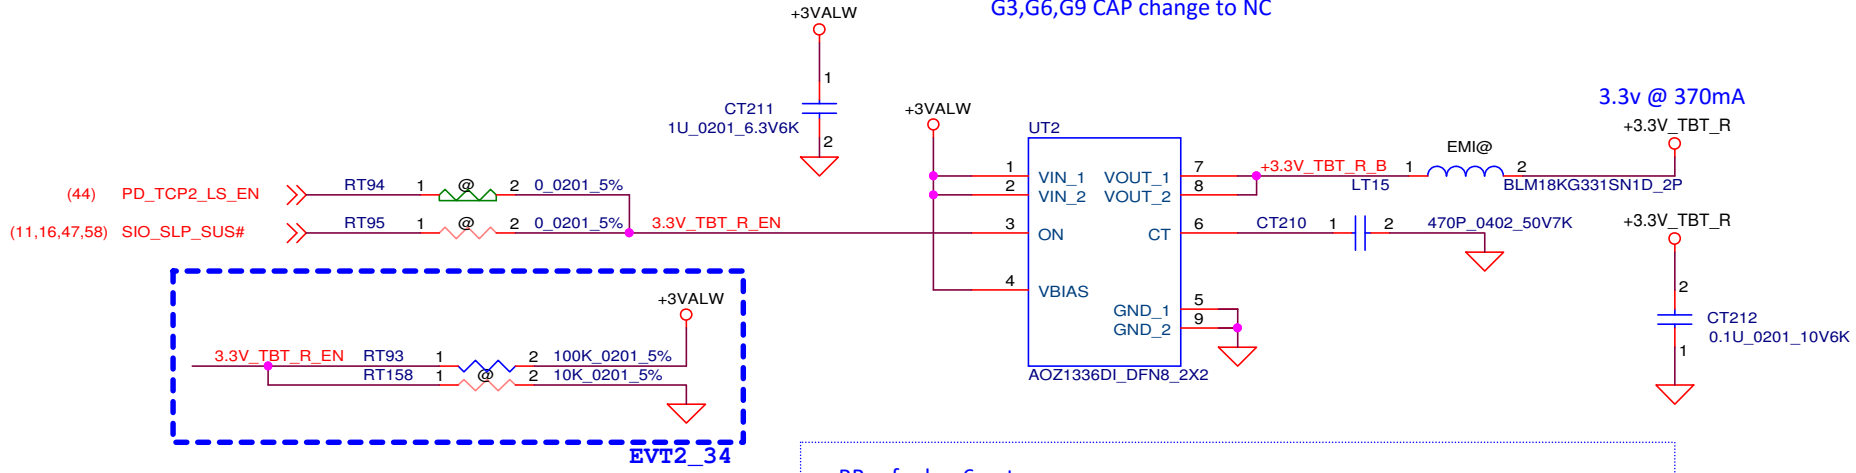 G3,G6,G9 CAP change to NC
+3VALW
1
CT211
1U_0201_6.3V6K
2
+3VALW
3.3v @ 370mA
+3.3V_TBT_R
UT2
EMI@
1 VIN_1 VOUT_1 7 +3.3V_TBT_R_B 1 2
2 VIN_2 VOUT_2 8 LT15 BLM18KG331SN1D_2P
(44) PD_TCP2_LS_EN RT94 1 @ 2 0_0201_5%
(11,16,47,58) SIO_SLP_SUS# RT95 1 @ 2 0_0201_5% 3.3V_TBT_R_EN 3 ON CT 6 CT210 1 2 470P_0402_50V7K
+3.3V_TBT_R
4 VBIAS
GND_1 5
GND_2 9
2
CT212
0.1U_0201_10V6K
1
+3VALW
3.3V_TBT_R_EN RT93 1 2 100K_0201_5%
RT158 1 @ 2 10K_0201_5%
AOZ1336DI_DFN8_2X2
EVT2_34